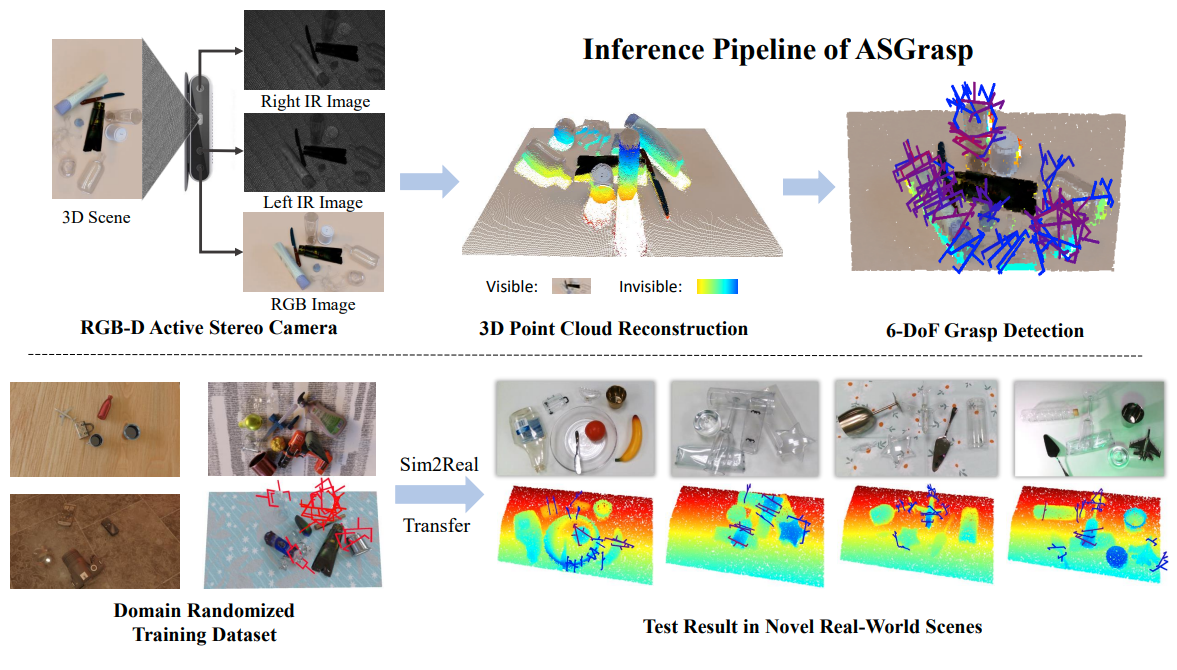 Inference Pipeline of ASGrasp
Right IR Image
Left IR Image
3D Scene
RGB Image
RGB-D Active Stereo Camera
Visible:
Invisible:
3D Point Cloud Reconstruction
6-DoF Grasp Detection
Sim2Real
Transfer
Domain Randomized
Training Dataset
Test Result in Novel Real-World Scenes